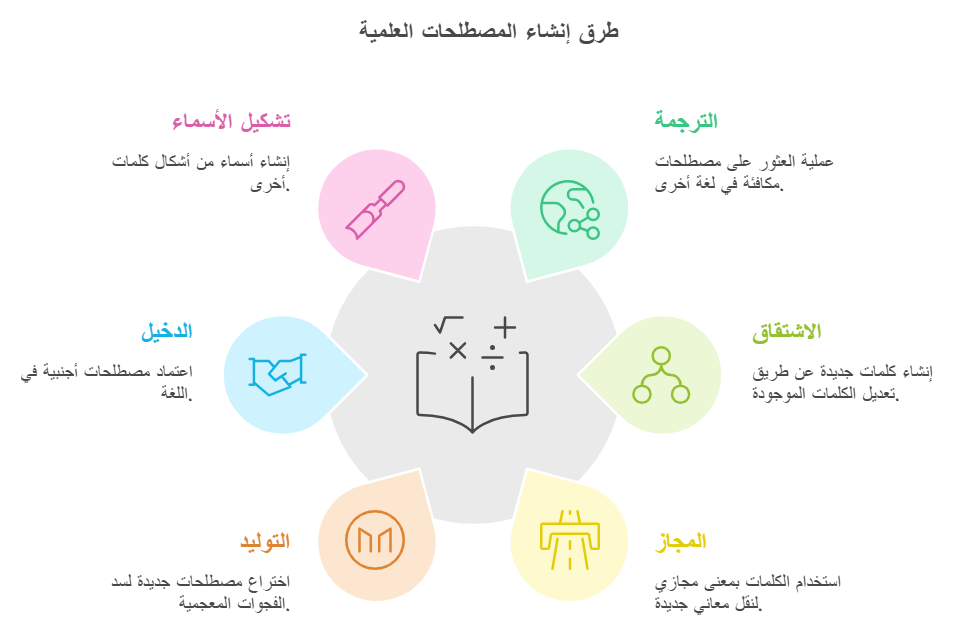 طرق إنشاء المصطلحات العلمية
الترجمة
عملية العثور على مصطلحات
مكافئة في لغة أخرى.
تشكيل الأسماء
إنشاء أسماء من أشكال كلمات
أخرى.
الاشتقاق
إنشاء كلمات جديدة عن طريق
تعديل الكلمات الموجودة.
الدخيل
اعتماد مصطلحات أجنبية في
اللغة.
المجاز
استخدام الكلمات بمعنى مجازي
لنقل معاني جديدة.
التوليد
اختراع مصطلحات جديدة لسد
الفجوات المعجمية.